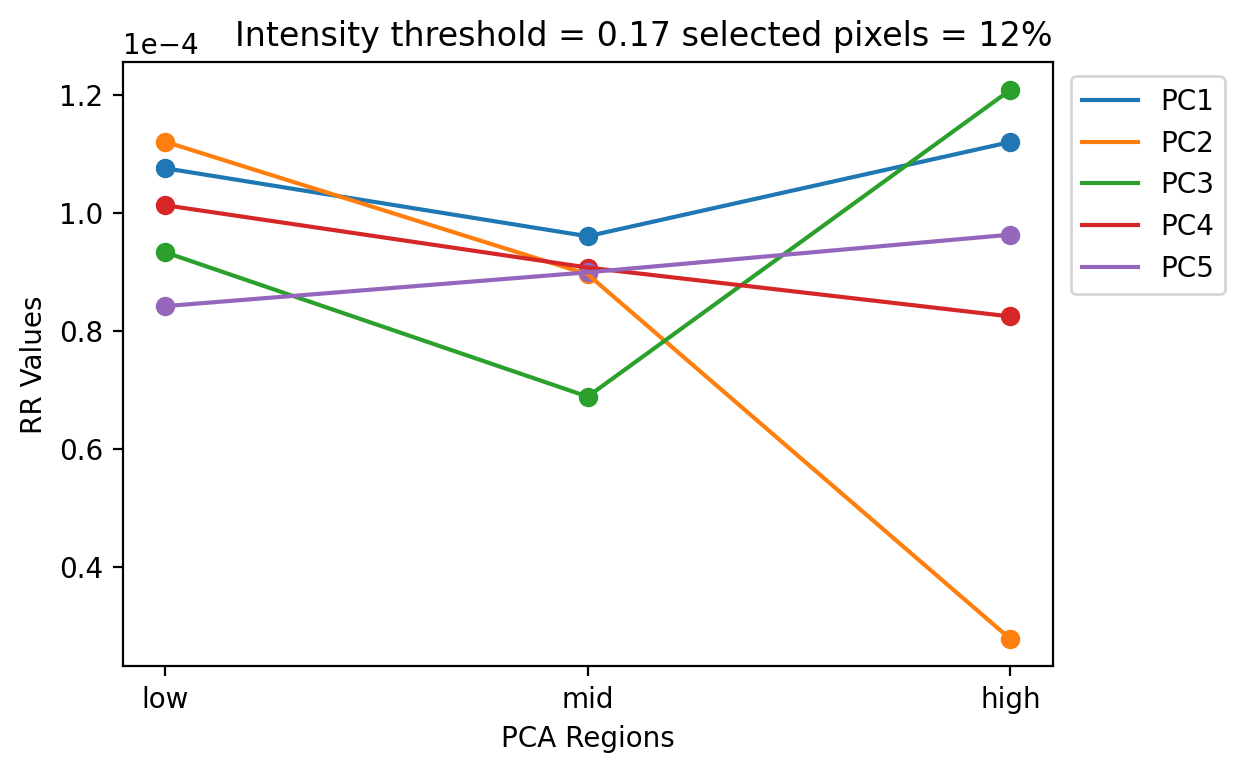 Intensity threshold = 0.17 selected pixels = 12%
1e−4
1.2
1.0
0.8
0.6
0.4
RR Values
low
mid
high
PCA Regions
PC1
PC2
PC3
PC4
PC5